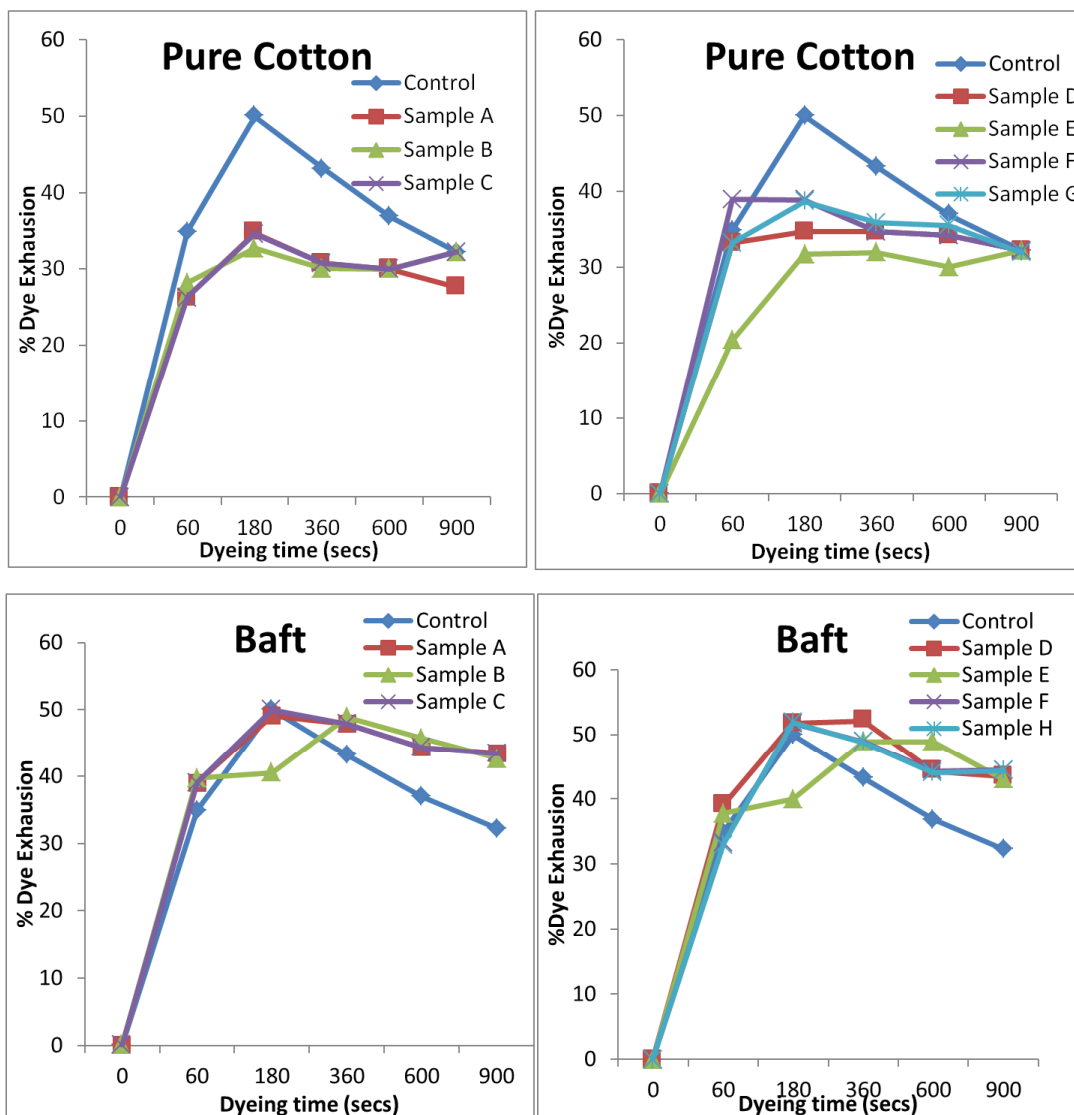 Pure Cotton
Control
Sample A
Sample B
Sample C
60
50
40
30
20
10
0
% Dye Exhausion
0 60 180 360 600 900
Dyeing time (secs)
Pure Cotton
Control
Sample D
Sample E
Sample F
Sample G
60
50
40
30
20
10
0
%Dye Exhausion
0 60 180 360 600 900
Dyeing time (secs)
Baft
Control
Sample A
Sample B
Sample C
60
50
40
30
20
10
0
% Dye Exhausion
0 60 180 360 600 900
Dyeing time (secs)
Baft
Control
Sample D
Sample E
Sample F
Sample H
60
50
40
30
20
10
0
%Dye Exhausion
0 60 180 360 600 900
Dyeing time (secs)